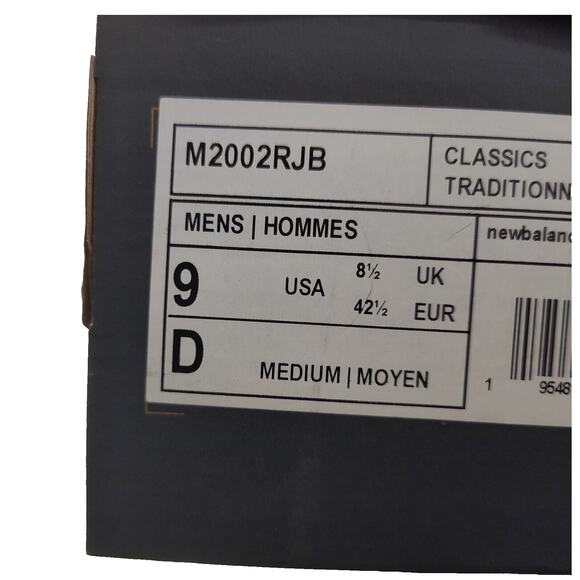 M2002RJB
CLASSICS
TRADITIONN
MENS | HOMMES
newbalanc
9 USA 8½ UK
42½ EUR
D MEDIUM | MOYEN
1 9548